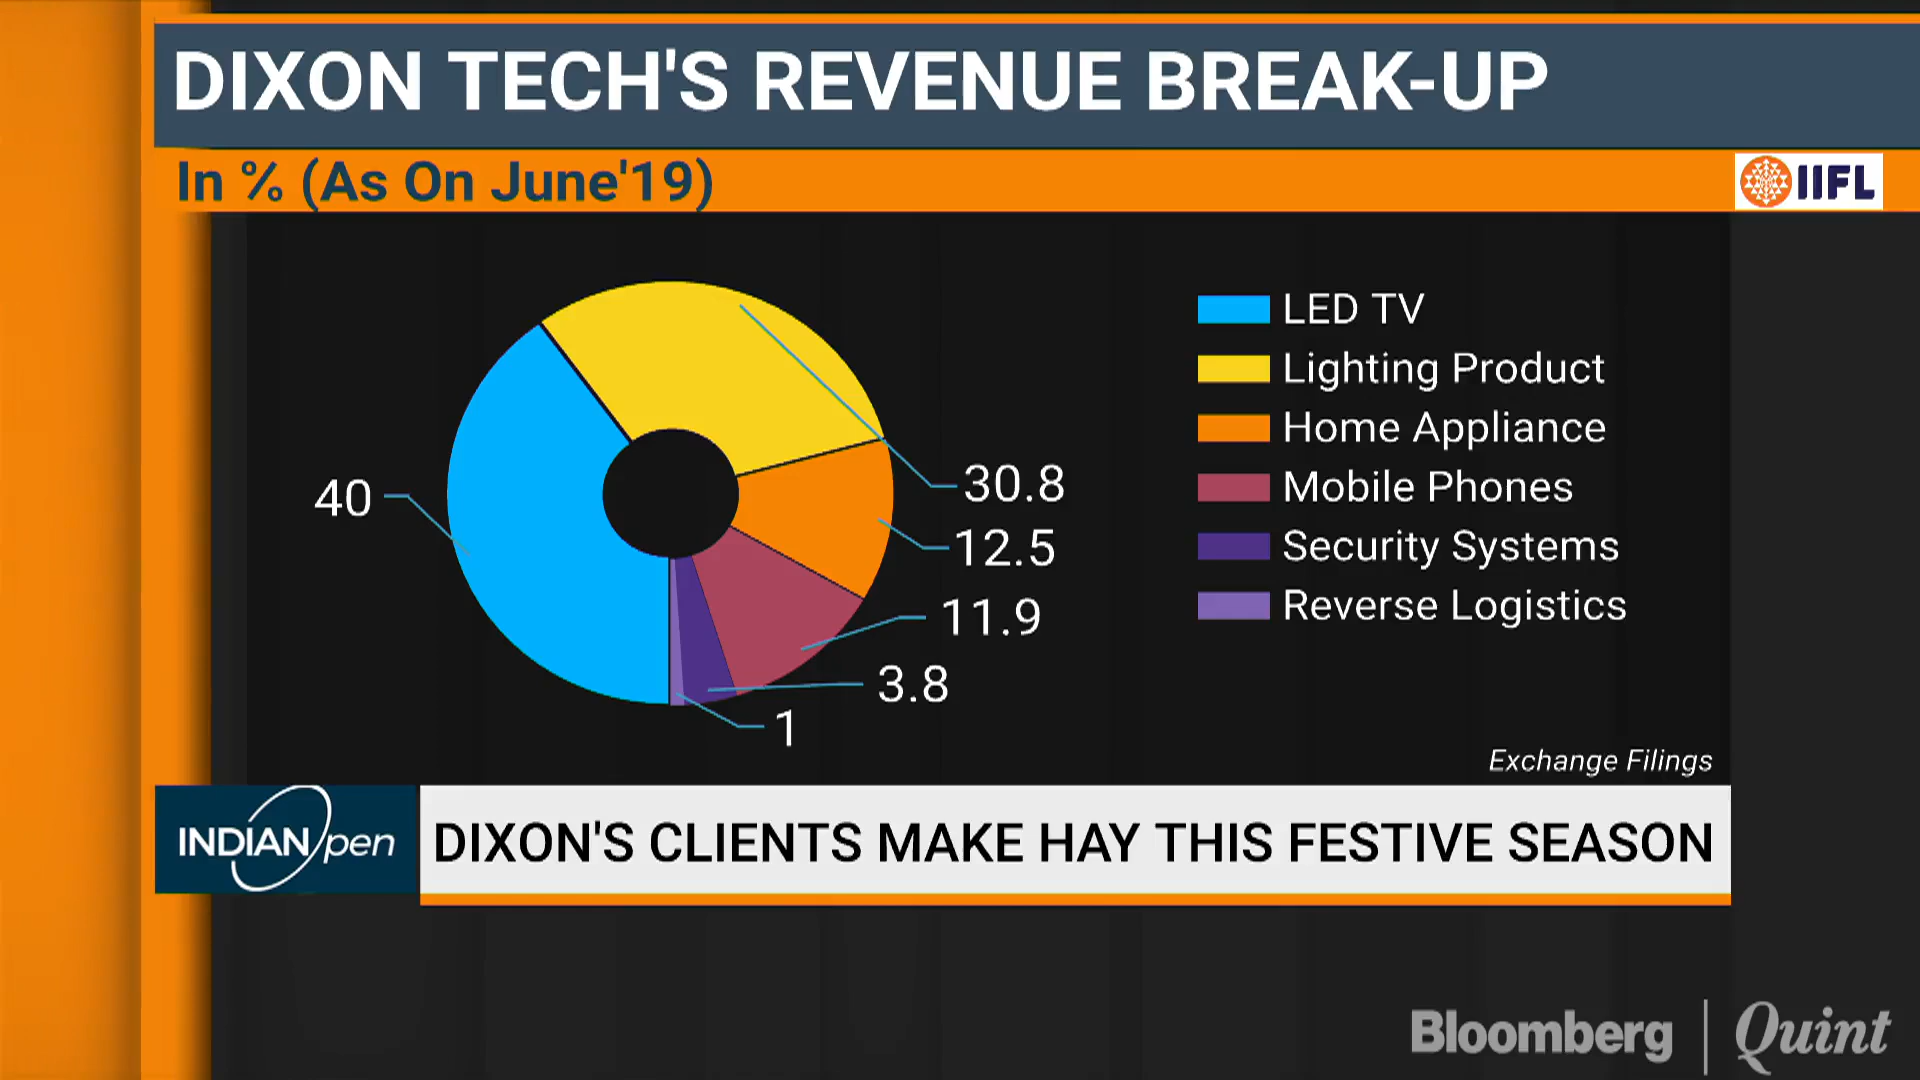 DIXON TECH'S REVENUE BREAK-UP
In % (As On June'19)
IIFL
LED TV
Lighting Product
Home Appliance
Mobile Phones
Security Systems
Reverse Logistics
40
30.8
12.5
11.9
3.8
1
Exchange Filings
INDIAN Open
DIXON'S CLIENTS MAKE HAY THIS FESTIVE SEASON
Bloomberg | Quint